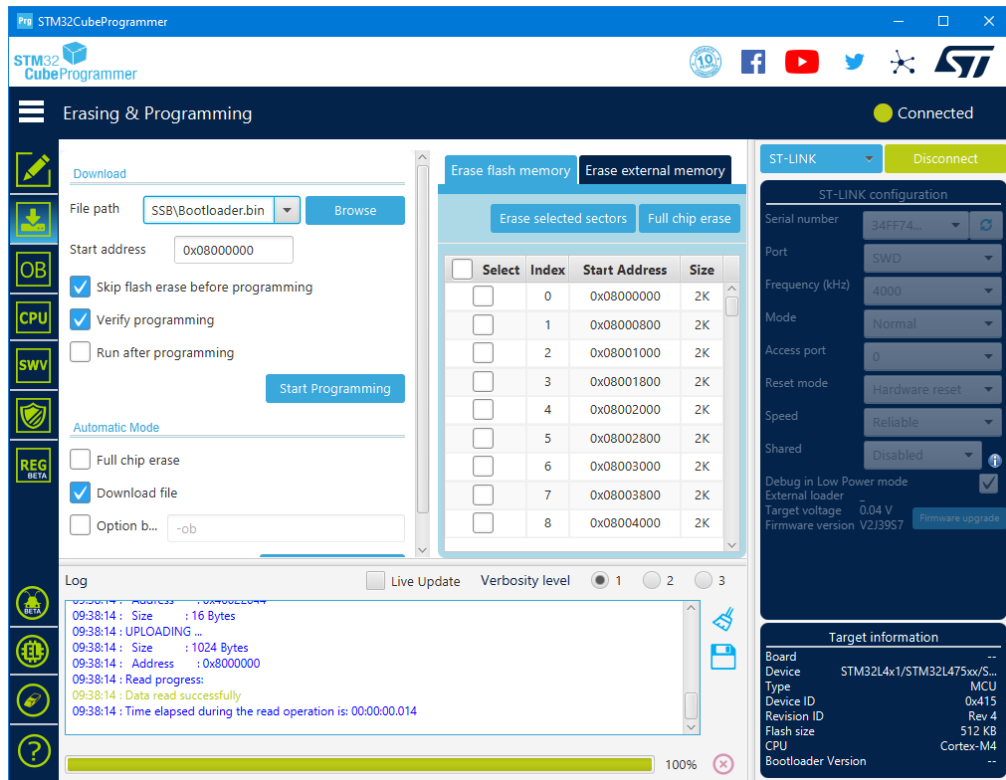 Prg STM32CubeProgrammer
STM32
CubeProgrammer
10
ST
Erasing & Programming
Connected
Download
File path SSB\Bootloader.bin Browse
Start address 0x08000000
Skip flash erase before programming
Verify programming
Run after programming
Start Programming
Automatic Mode
Full chip erase
Download file
Option b... -ob
OB
CPU
SWV
REG
BETA
BETA
Erase flash memory Erase external memory
Erase selected sectors Full chip erase
Select Index Start Address Size
0 0x08000000 2K
1 0x08000800 2K
2 0x08001000 2K
3 0x08001800 2K
4 0x08002000 2K
5 0x08002800 2K
6 0x08003000 2K
7 0x08003800 2K
8 0x08004000 2K
ST-LINK Disconnect
ST-LINK configuration
Serial number 34FF74...
Port SWD
Frequency (kHz) 4000
Mode Normal
Access port 0
Reset mode Hardware reset
Speed Reliable
Shared Disabled
Debug in Low Power mode
External loader _
Target voltage 0.04 V
Firmware version V2J39S7 Firmware upgrade
Log Live Update Verbosity level 1 2 3
09:38:14 : Size : 16 Bytes
09:38:14 : UPLOADING ...
09:38:14 : Size : 1024 Bytes
09:38:14 : Address : 0x8000000
09:38:14 : Read progress:
09:38:14 : Data read successfully
09:38:14 : Time elapsed during the read operation is: 00:00:00.014
100%
Target information
Board --
Device STM32L4x1/STM32L475xx/S...
Type MCU
Device ID 0x415
Revision ID Rev 4
Flash size 512 KB
CPU Cortex-M4
Bootloader Version --